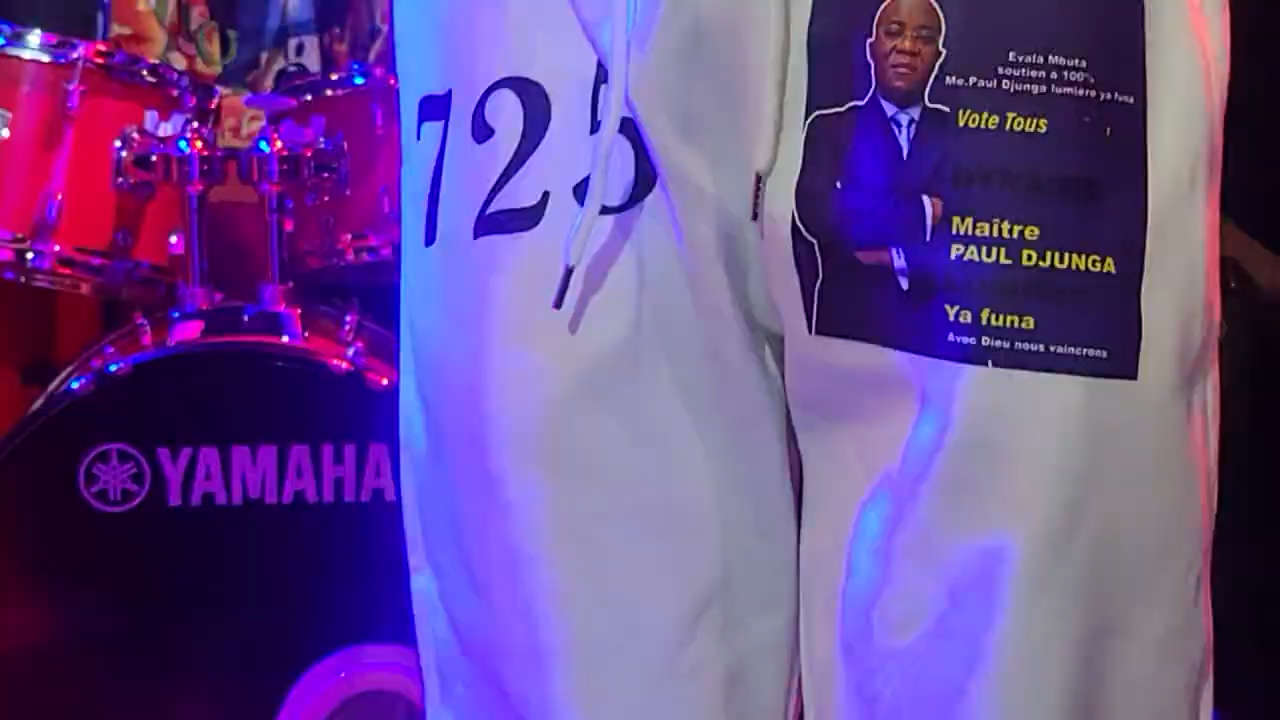 725
Evala Mbuta
soutien a 100%
Me.Paul Djunga lumière ya funa
Vote Tous
Maitre
PAUL DJUNGA
Ya funa
Avec Dieu nous vaincrons
YAMAHA